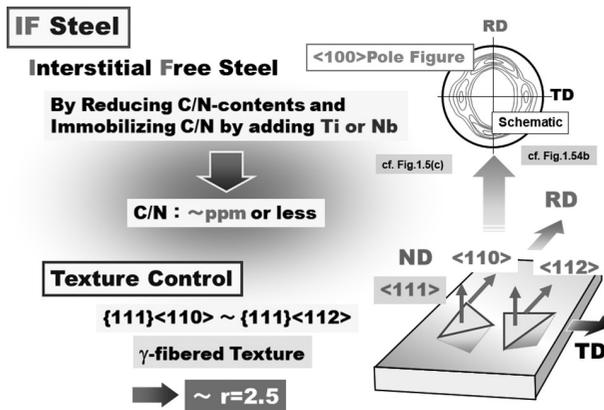 IF Steel
Interstitial Free Steel
By Reducing C/N-contents and
Immobilizing C/N by adding Ti or Nb
C/N : ～ppm or less
Texture Control
{111}<110> ～ {111}<112>
γ-fibered Texture
～ r=2.5
RD
<100>Pole Figure
TD
Schematic
cf. Fig.1.5(c)
cf. Fig.1.54b
RD
ND
<110>
<112>
<111>
TD